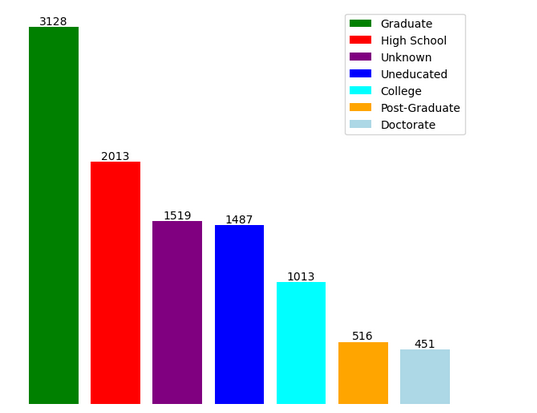 3128
2013
1519
1487
1013
516
451
Graduate
High School
Unknown
Uneducated
College
Post-Graduate
Doctorate